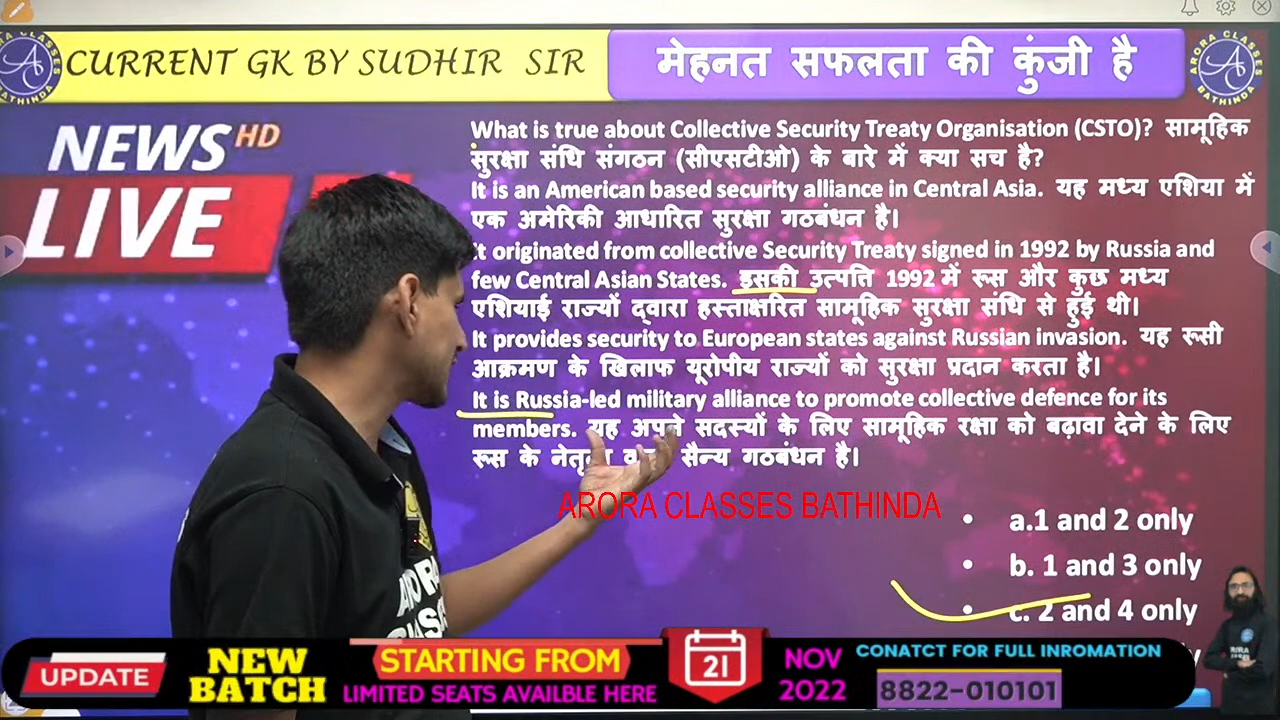 CURRENT GK BY SUDHIR SIR
मेहनत सफलता की कुंजी है
ARORA CLASSES
BATHINDA
NEWS HD
LIVE
What is true about Collective Security Treaty Organisation (CSTO)? सामूहिक
सुरक्षा संधि संगठन (सीएसटीओ) के बारे में क्या सच है?
It is an American based security alliance in Central Asia. यह मध्य एशिया में
एक अमेरिकी आधारित सुरक्षा गठबंधन है।
originated from collective Security Treaty signed in 1992 by Russia and
few Central Asian States. इसकी उत्पति 1992 में रूस और कुछ मध्य
एशियाई राज्यों द्वारा हस्ताक्षरित सामूहिक सुरक्षा संधि से हुई थी।
It provides security to European states against Russian invasion. यह रूसी
आक्रमण के खिलाफ यूरोपीय राज्यों को सुरक्षा प्रदान करता है।
It is Russia-led military alliance to promote collective defence for its
members. यह अपने सदस्यों के लिए सामूहिक रक्षा को बढ़ावा देने के लिए
रूस के सैन्य गठबंधन है।
ARORA CLASSES BATHINDA
• a.1 and 2 only
• b. 1 and 3 only
• c. 2 and 4 only
UPDATE
NEW
BATCH
STARTING FROM
LIMITED SEATS AVAILBLE HERE
21
NOV
2022
CONATCT FOR FULL INROMATION
8822-010101